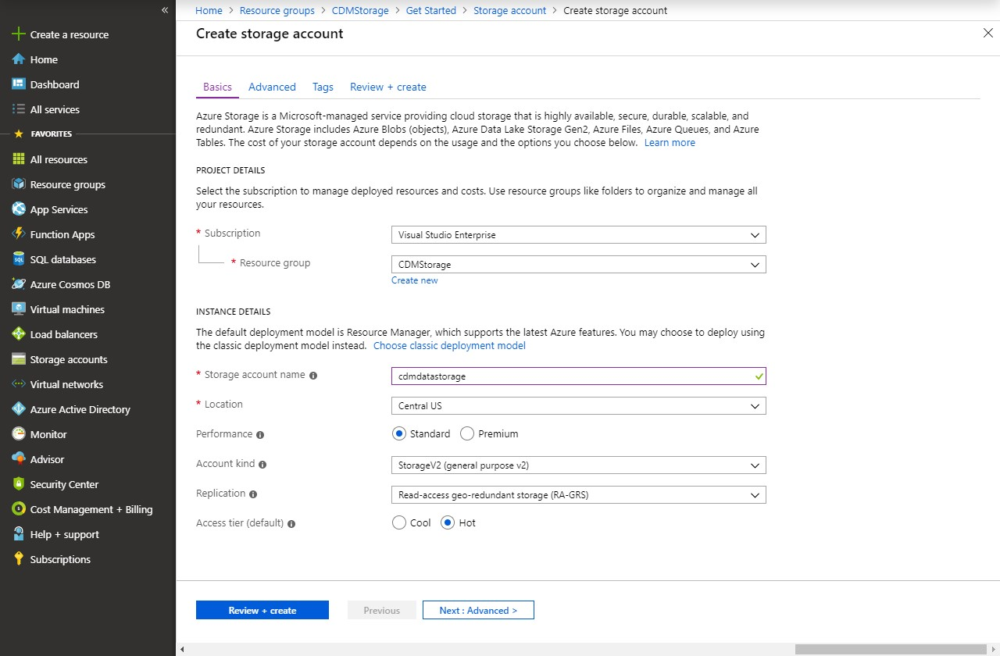 «
Create a resource
Home
Dashboard
All services
FAVORITES
All resources
Resource groups
App Services
Function Apps
SQL databases
Azure Cosmos DB
Virtual machines
Load balancers
Storage accounts
Virtual networks
Azure Active Directory
Monitor
Advisor
Security Center
Cost Management + Billing
Help + support
Subscriptions
Home > Resource groups > CDMStorage > Get Started > Storage account > Create storage account
Create storage account
Basics Advanced Tags Review + create
Azure Storage is a Microsoft-managed service providing cloud storage that is highly available, secure, durable, scalable, and
redundant. Azure Storage includes Azure Blobs (objects), Azure Data Lake Storage Gen2, Azure Files, Azure Queues, and Azure
Tables. The cost of your storage account depends on the usage and the options you choose below. Learn more
PROJECT DETAILS
Select the subscription to manage deployed resources and costs. Use resource groups like folders to organize and manage all
your resources.
* Subscription Visual Studio Enterprise
* Resource group CDMStorage
Create new
INSTANCE DETAILS
The default deployment model is Resource Manager, which supports the latest Azure features. You may choose to deploy using
the classic deployment model instead. Choose classic deployment model
* Storage account name cdmdatastorage
* Location Central US
Performance Standard Premium
Account kind StorageV2 (general purpose v2)
Replication Read-access geo-redundant storage (RA-GRS)
Access tier (default) Cool Hot
Review + create Previous Next : Advanced >